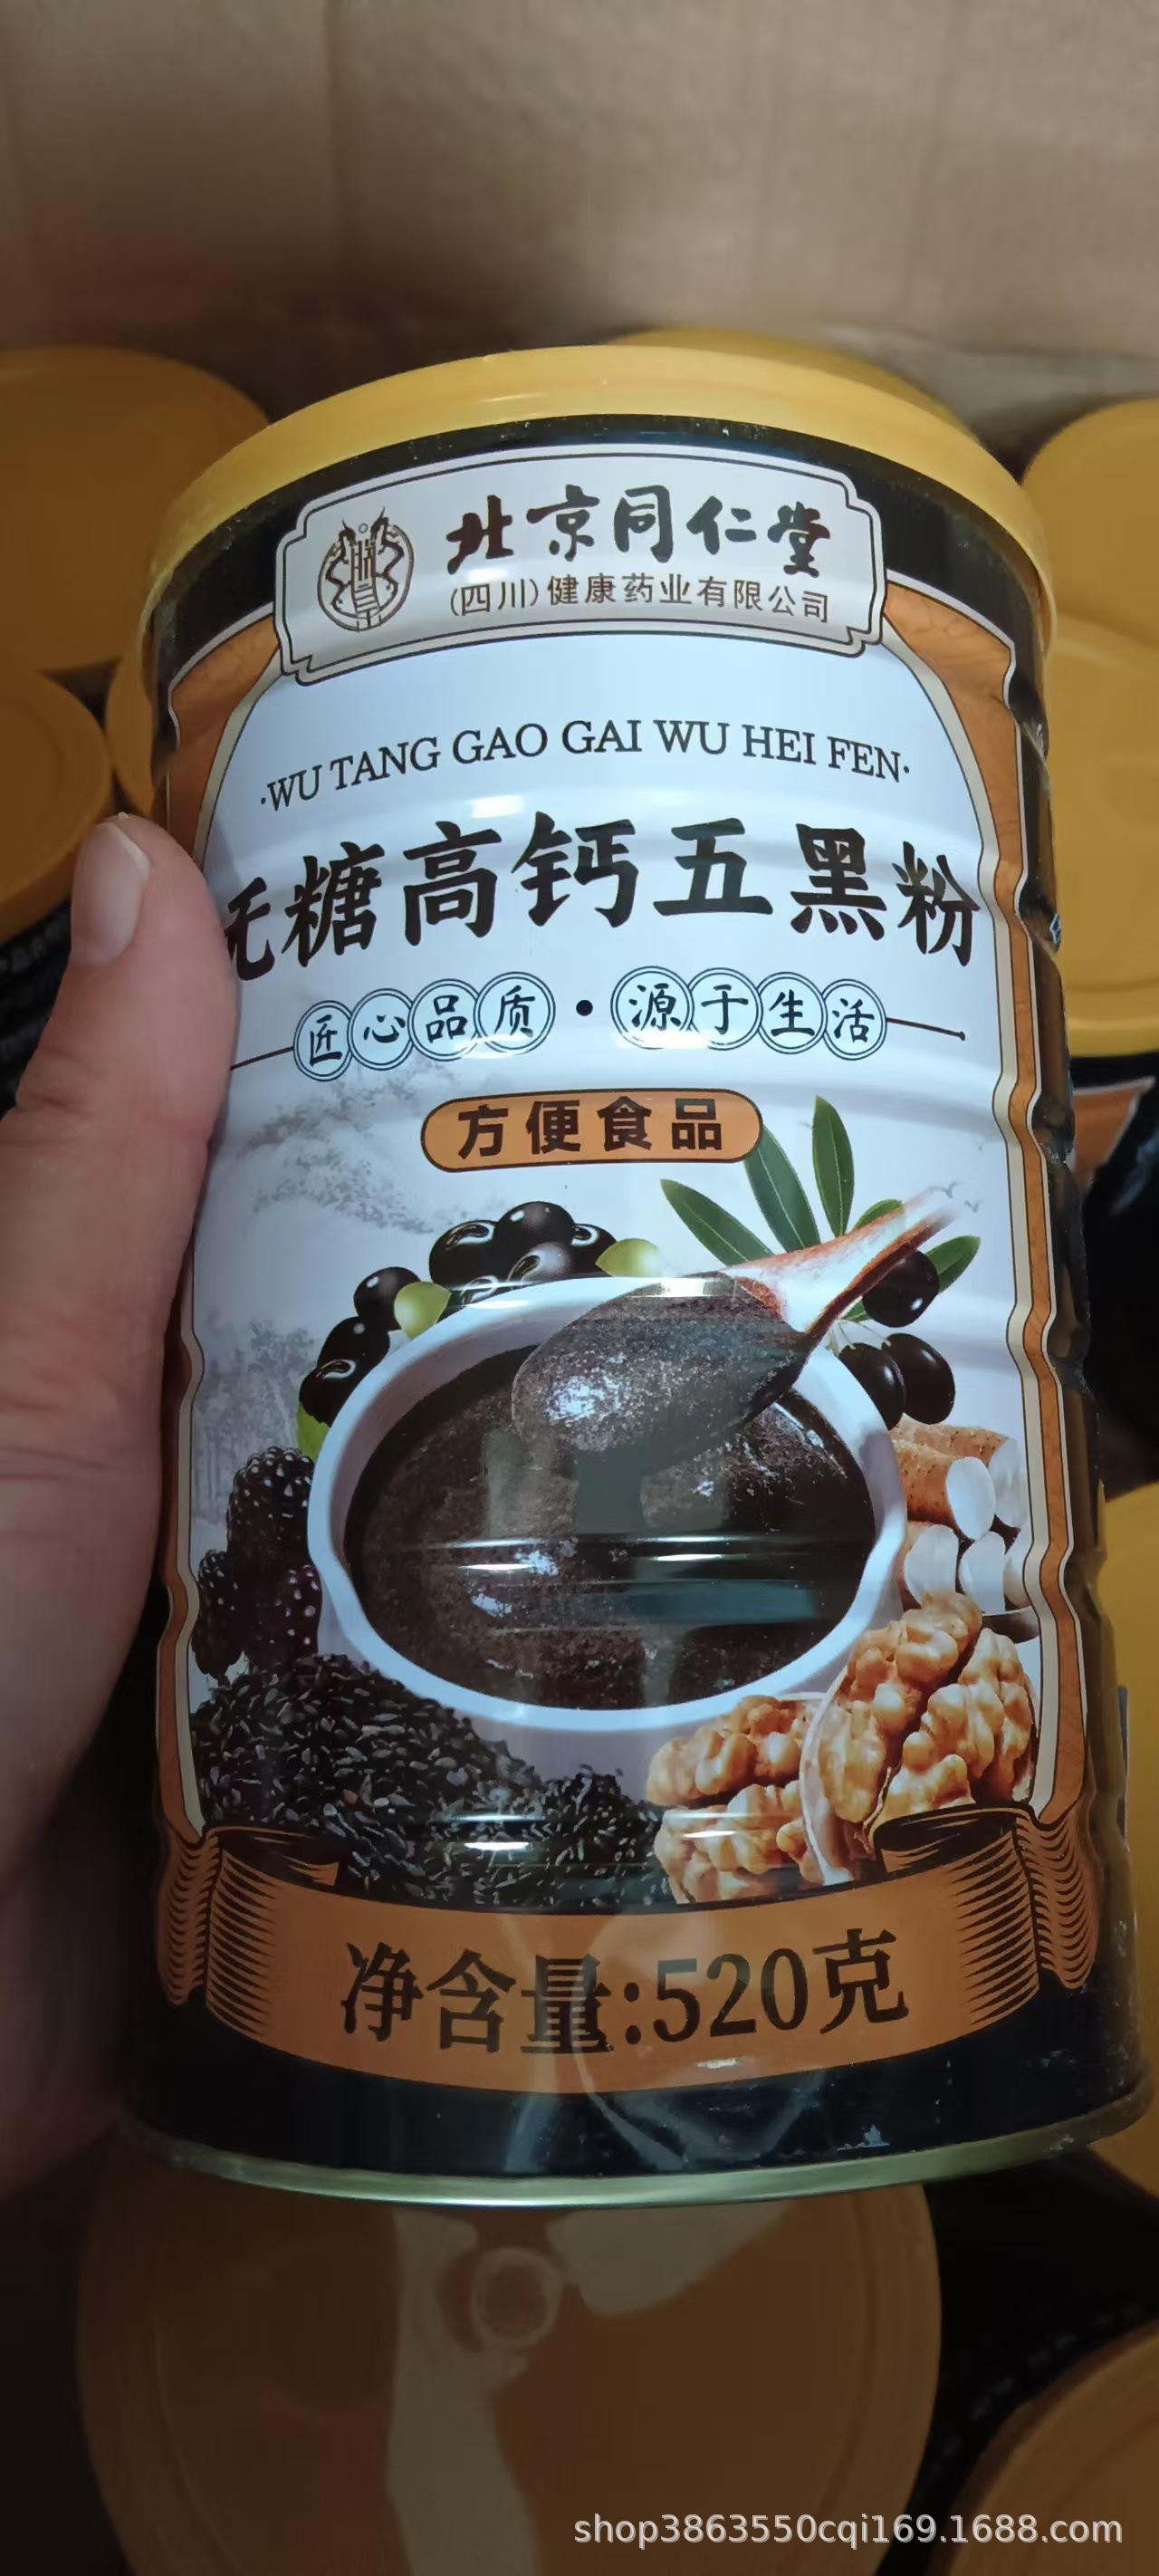 北京同仁堂
(四川)健康药业有限公司
·WU TANG GAO GAI WU HEI FEN·
无糖高钙五黑粉
匠心品质·源于生活
方便食品
净含量:520克
shop3863550cqi169.1688.com